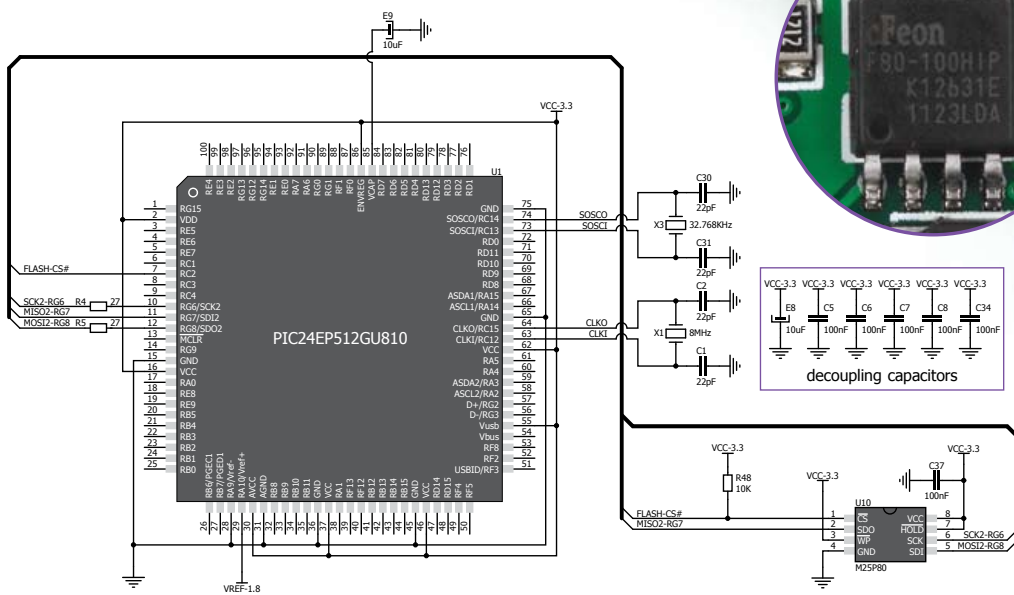 E9
10uF
VCC-3.3
cFeon
F80-100HIP
K12631E
1123LDA
1212
100 99 98 97 96 95 94 93 92 91 90 89 88 87 86 85 84 83 82 81 80 79 78 77 76
RE4 RE3 RE2 RG13 RG12 RG14 RE1 RE0 RA7 RA6 RG0 RG1 RF1 RF0 ENVREG VCAP RD7 RD6 RD5 RD4 RD13 RD12 RD3 RD2 RD1
U1
1 RG15
2 VDD
3 RE5
4 RE6
5 RE7
6 RC1
FLASH-CS# 7 RC2
8 RC3
9 RC4
SCK2-RG6 R4 27 10 RG6/SCK2
MISO2-RG7 11 RG7/SDI2
MOSI2-RG8 R5 27 12 RG8/SDO2
13 MCLR
14 RG9
15 GND
16 VCC
17 RA0
18 RE8
19 RE9
20 RB5
21 RB4
22 RB3
23 RB2
24 RB1
25 RB0
PIC24EP512GU810
GND 75
SOSCO/RC14 74 SOSCO
SOSCI/RC13 73 SOSCI
RD0 72
RD11 71
RD10 70
RD9 69
RD8 68
ASDA1/RA15 67
ASCL1/RA14 66
GND 65
CLKO/RC15 64 CLKO
CLKI/RC12 63 CLKI
VCC 62
RA5 61
RA4 60
ASDA2/RA3 59
ASCL2/RA2 58
D+/RG2 57
D-/RG3 56
Vusb 55
Vbus 54
RF8 53
RF2 52
USBID/RF3 51
RB6/PGEC1 RB7/PGED1 RA9/Vref- RA10/Vref+ AVCC AGND RB8 RB9 RB10 RB11 GND VCC RA1 RF13 RF12 RB12 RB13 RB14 RB15 GND VCC RD14 RD15 RF4 RF5
26 27 28 29 30 31 32 33 34 35 36 37 38 39 40 41 42 43 44 45 46 47 48 49 50
VREF-1.8
C30
22pF
X3 32.768KHz
C31
22pF
C2
22pF
X1 8MHz
C1
22pF
VCC-3.3 VCC-3.3 VCC-3.3 VCC-3.3 VCC-3.3 VCC-3.3
E8 C5 C6 C7 C8 C34
10uF 100nF 100nF 100nF 100nF 100nF
decoupling capacitors
VCC-3.3
R48
10K
VCC-3.3
VCC-3.3
C37
100nF
U10
FLASH-CS# 1 CS VCC 8
MISO2-RG7 2 SDO HOLD 7
3 WP SCK 6 SCK2-RG6
4 GND SDI 5 MOSI2-RG8
M25P80